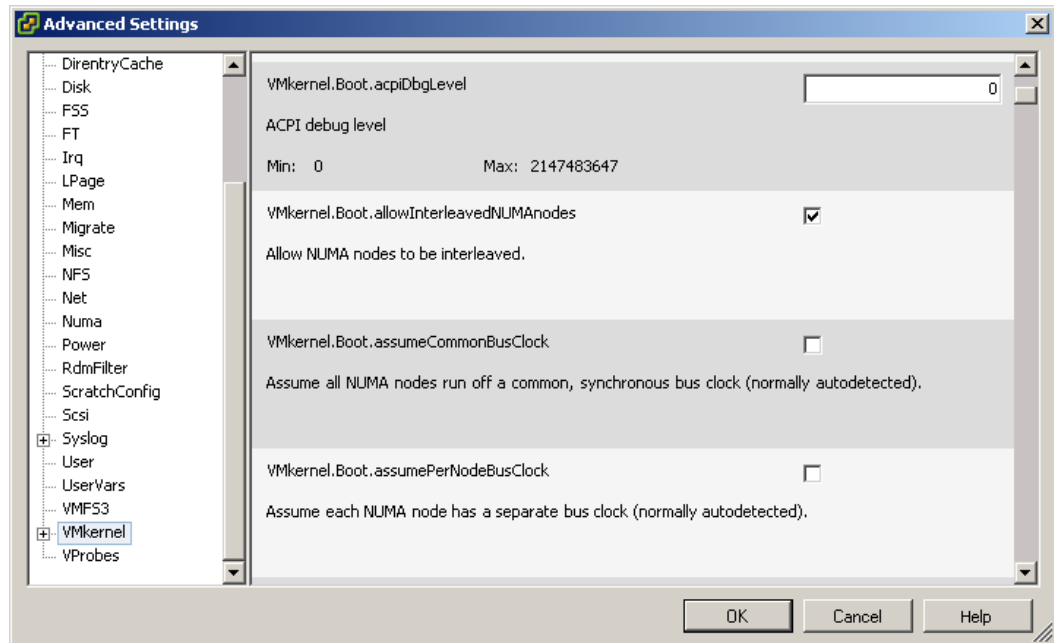 Advanced Settings
DirentryCache
Disk
FSS
FT
Irq
LPage
Mem
Migrate
Misc
NFS
Net
Numa
Power
RdmFilter
ScratchConfig
Scsi
Syslog
User
UserVars
VMFS3
VMkernel
VProbes
VMkernel.Boot.acpiDbgLevel
0
ACPI debug level
Min: 0 Max: 2147483647
VMkernel.Boot.allowInterleavedNUMAnodes
Allow NUMA nodes to be interleaved.
VMkernel.Boot.assumeCommonBusClock
Assume all NUMA nodes run off a common, synchronous bus clock (normally autodetected).
VMkernel.Boot.assumePerNodeBusClock
Assume each NUMA node has a separate bus clock (normally autodetected).
OK Cancel Help